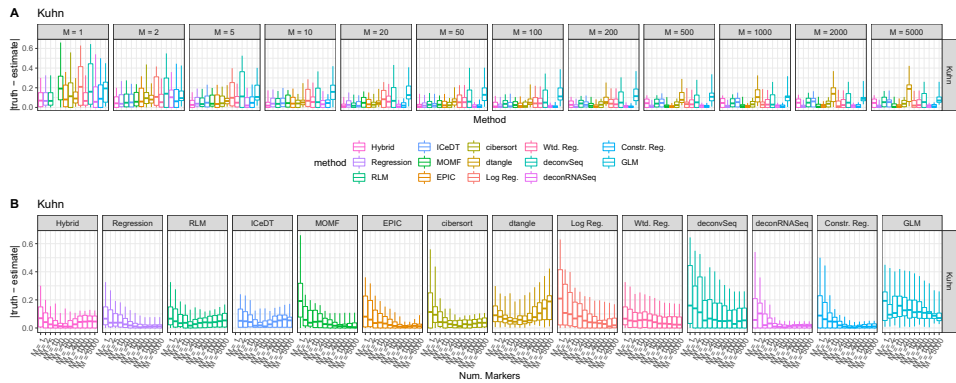 A Kuhn
M = 1 M = 2 M = 5 M = 10 M = 20 M = 50 M = 100 M = 200 M = 500 M = 1000 M = 2000 M = 5000
0.6
0.4
0.2
0.0
|truth - estimate|
Kuhn
Method
method
Hybrid ICeDT cibersort Wtd. Reg. Constr. Reg.
Regression MOMF dtangle deconvSeq GLM
RLM EPIC Log Reg. deconRNASeq
B Kuhn
Hybrid Regression RLM ICeDT MOMF EPIC cibersort dtangle Log Reg. Wtd. Reg. deconvSeq deconRNASeq Constr. Reg. GLM
0.6
0.4
0.2
0.0
|truth - estimate|
Kuhn
Num. Markers